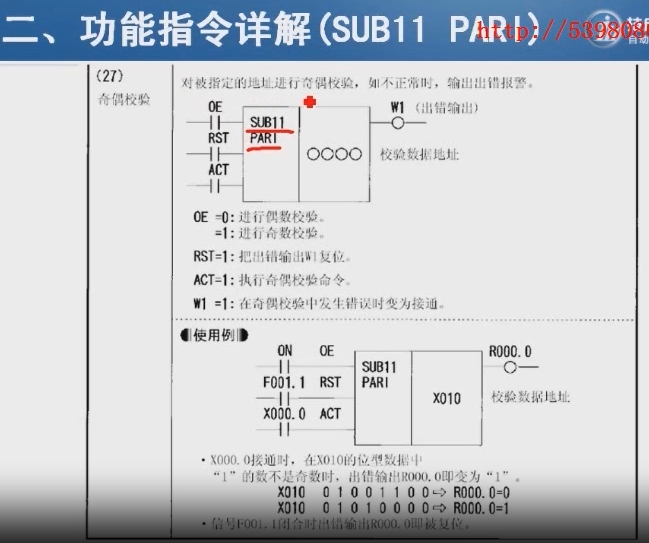 二、功能指令详解(SUB11 PARI)
http://5398080
自动
(27)
奇偶校验
对被指定的地址进行奇偶校验，如不正常时，输出出错报警。
OE
SUB11
PARI
W1 (出错输出)
RST
○○○○
校验数据地址
ACT
OE =0: 进行偶数校验。
=1: 进行奇数校验。
RST=1: 把出错输出W1复位。
ACT=1: 执行奇偶校验命令。
W1 =1: 在奇偶校验中发生错误时变为接通。
使用例
ON OE
SUB11
PARI
R000.0
F001.1 RST
X010
校验数据地址
X000.0 ACT
・X000.0接通时，在X010的位型数据中
“1”的数不是奇数时，出错输出R000.0即变为“1”。
X010 0 1 0 0 1 1 0 0 ⇨ R000.0=0
X010 0 1 0 1 0 0 0 0 ⇨ R000.0=1
・信号F001.1闭合时出错输出R000.0即被复位。